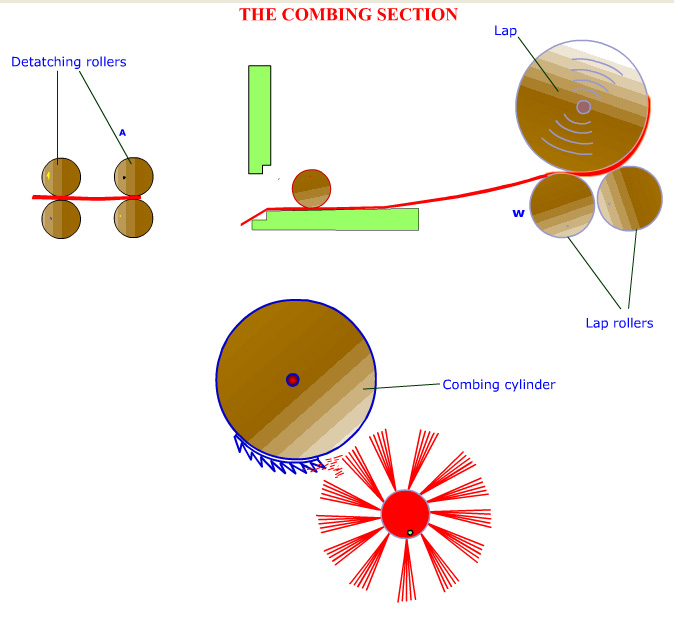 THE COMBING SECTION
Lap
Detatching rollers
A
W
Lap rollers
Combing cylinder